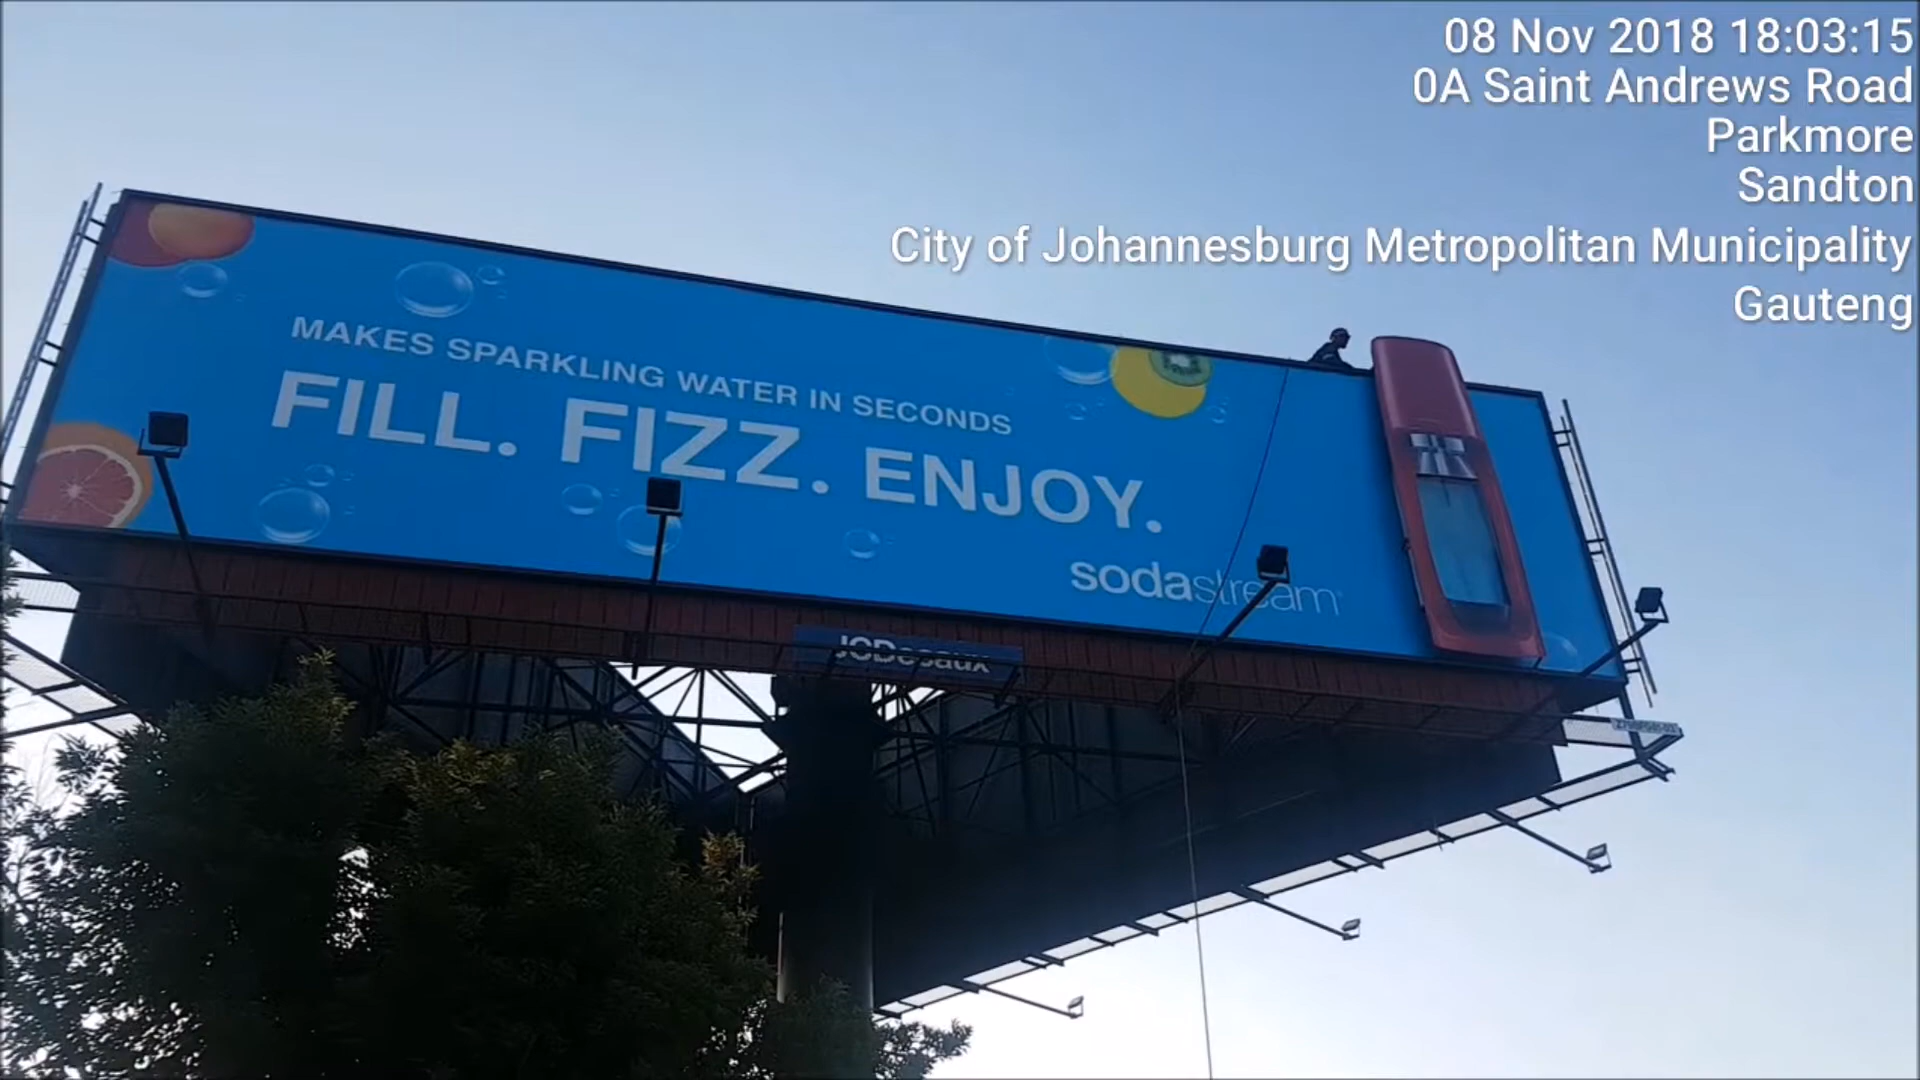 08 Nov 2018 18:03:15
0A Saint Andrews Road
Parkmore
Sandton
City of Johannesburg Metropolitan Municipality
Gauteng
MAKES SPARKLING WATER IN SECONDS
FILL. FIZZ. ENJOY.
sodastream
JCDecaux